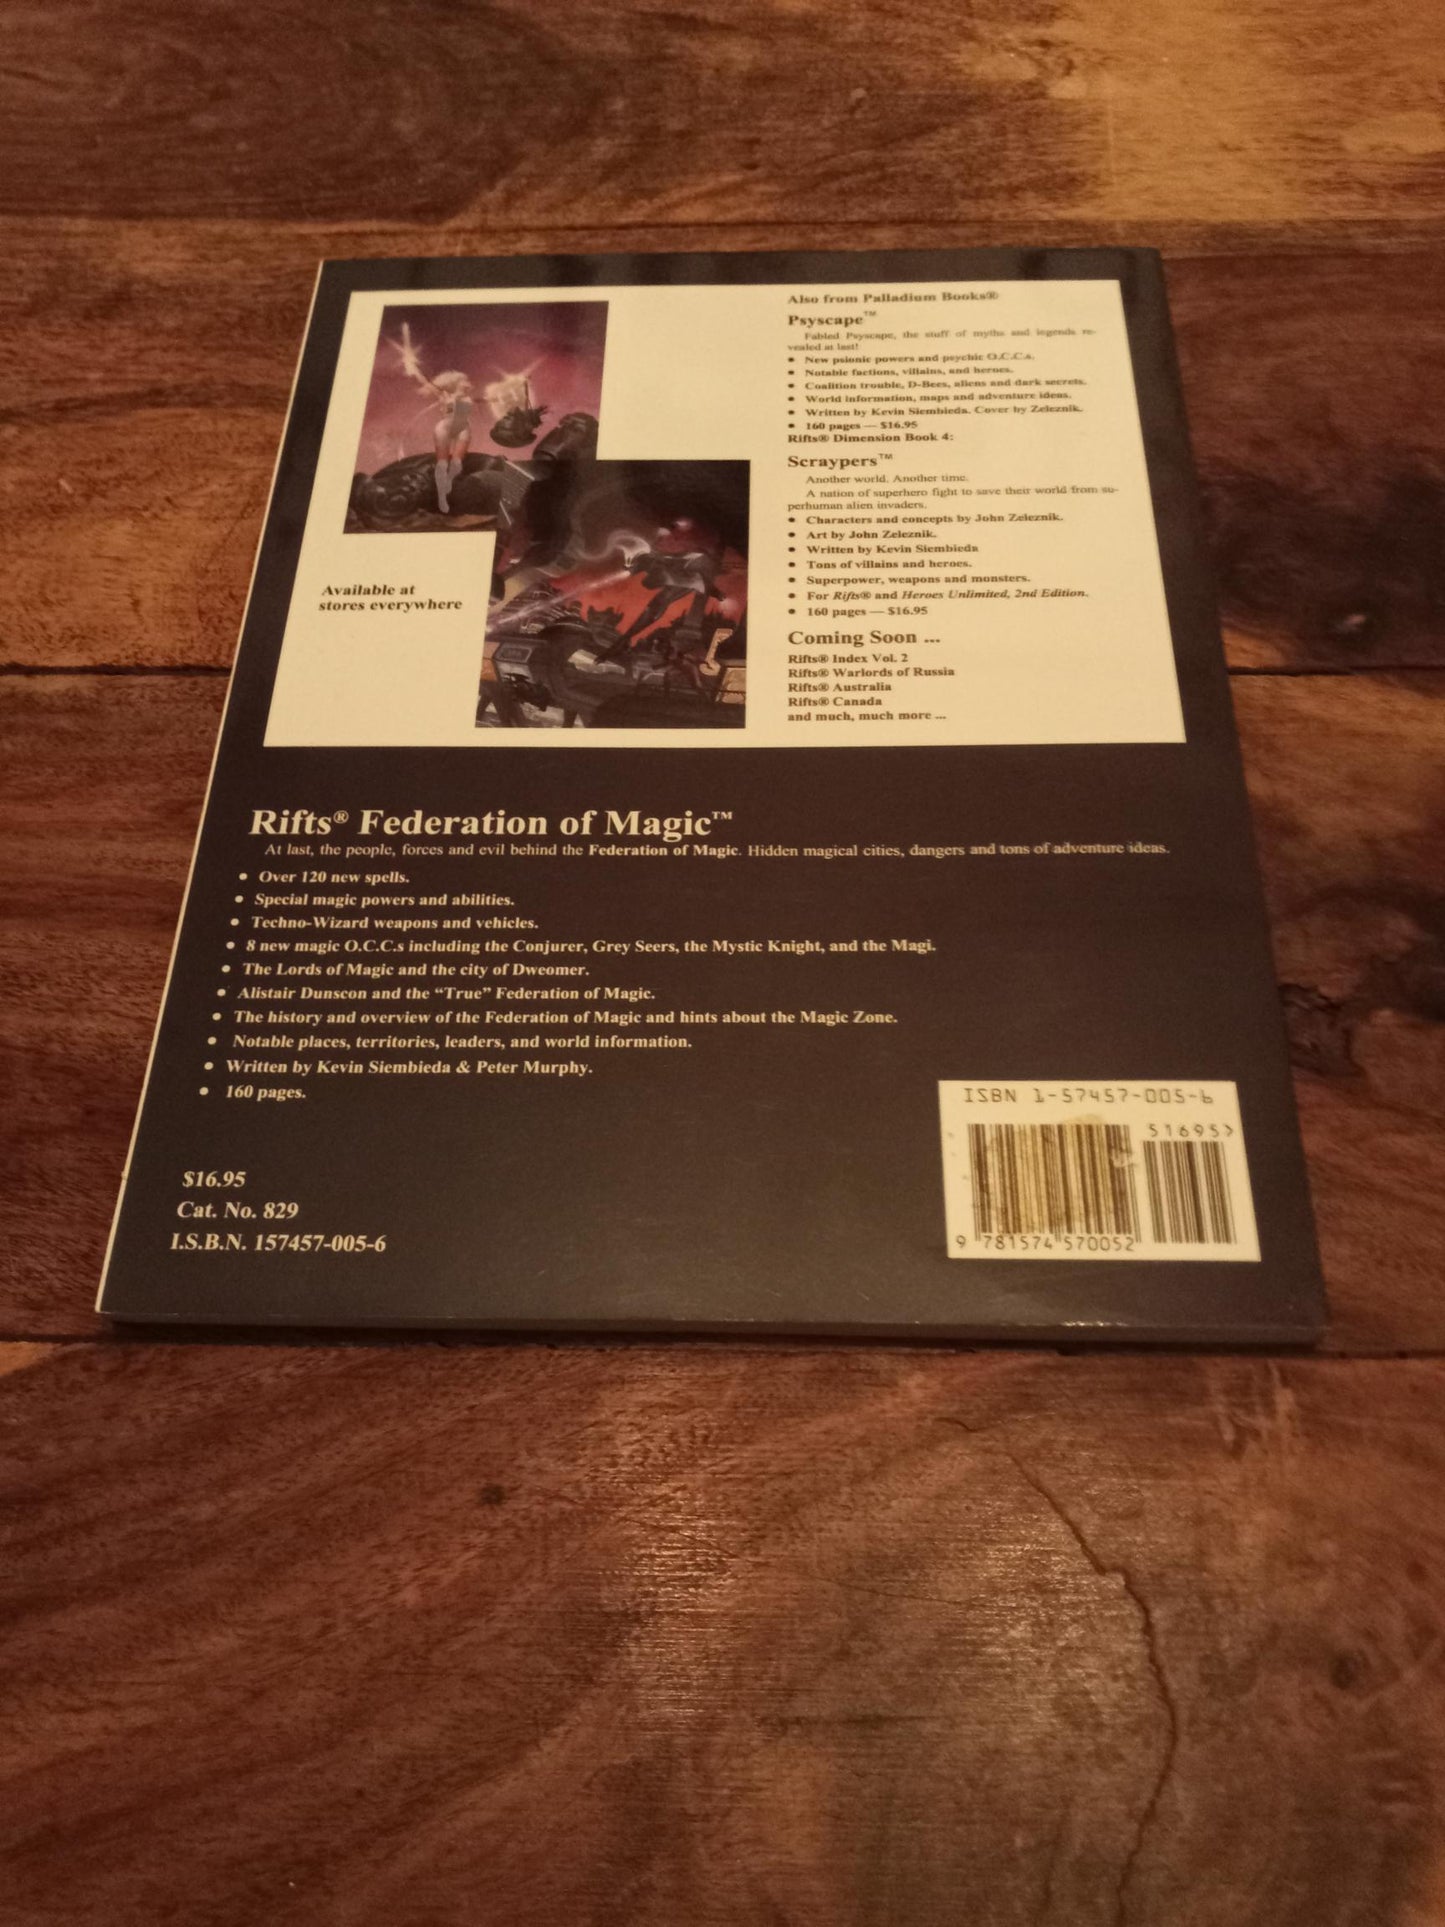 Also from Palladium Books®
Psyscape™
Fabled Psyscape, the stuff of myths and legends re-
vealed at last!
• New psionic powers and psychic O.C.C.s.
• Notable factions, villains, and heroes.
• Coalition trouble, D-Bees, aliens and dark secrets.
• World information, maps and adventure ideas.
• Written by Kevin Siembieda. Cover by Zeleznik.
• 160 pages — $16.95
Rifts® Dimension Book 4:
Scraypers™
Another world. Another time.
A nation of superhero fight to save their world from su-
perhuman alien invaders.
• Characters and concepts by John Zeleznik.
• Art by John Zeleznik.
• Written by Kevin Siembieda
• Tons of villains and heroes.
• Superpower, weapons and monsters.
• For Rifts® and Heroes Unlimited, 2nd Edition.
• 160 pages — $16.95
Coming Soon ...
Rifts® Index Vol. 2
Rifts® Warlords of Russia
Rifts® Australia
Rifts® Canada
and much, much more ...
Available at
stores everywhere
Rifts® Federation of Magic™
At last, the people, forces and evil behind the Federation of Magic. Hidden magical cities, dangers and tons of adventure ideas.
• Over 120 new spells.
• Special magic powers and abilities.
• Techno-Wizard weapons and vehicles.
• 8 new magic O.C.C.s including the Conjurer, Grey Seers, the Mystic Knight, and the Magi.
• The Lords of Magic and the city of Dweomer.
• Alistair Dunscon and the “True” Federation of Magic.
• The history and overview of the Federation of Magic and hints about the Magic Zone.
• Notable places, territories, leaders, and world information.
• Written by Kevin Siembieda & Peter Murphy.
• 160 pages.
$16.95
Cat. No. 829
I.S.B.N. 157457-005-6
ISBN 1-57457-005-6
51695>
9 781574 570052